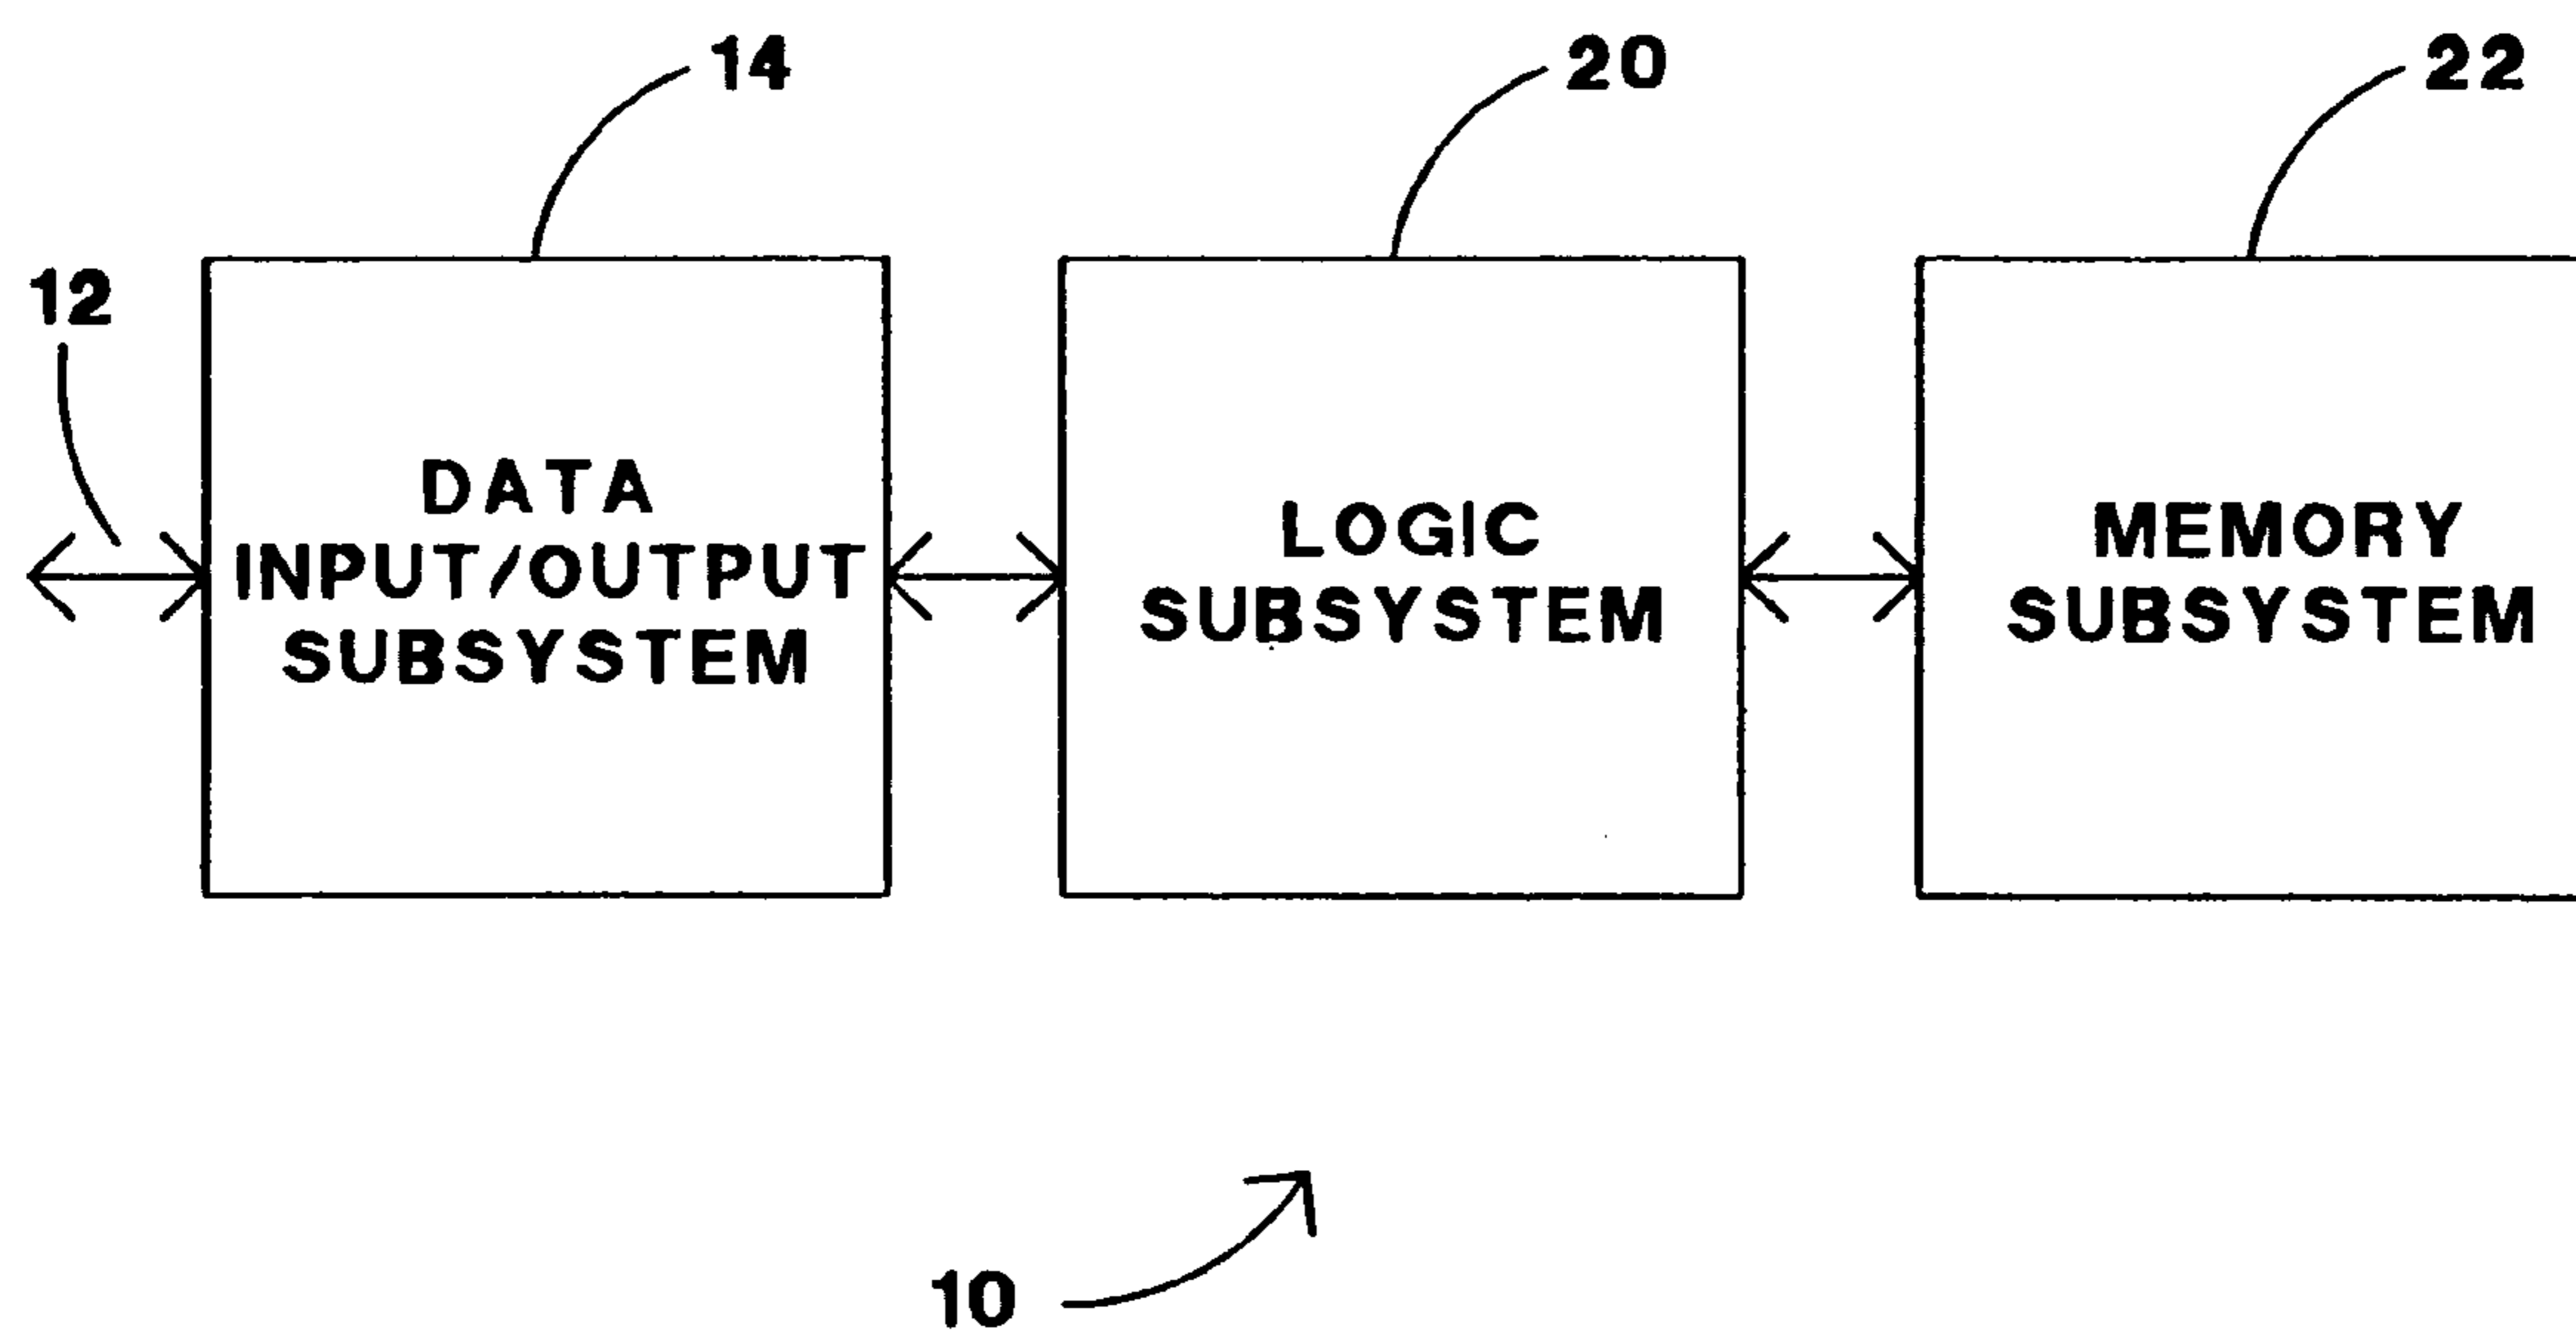 14
20
22
12
DATA
INPUT/OUTPUT
SUBSYSTEM
LOGIC
SUBSYSTEM
MEMORY
SUBSYSTEM
10